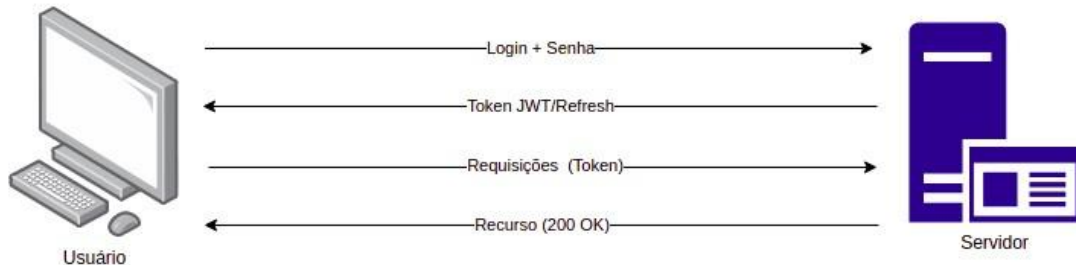 Login + Senha
Token JWT/Refresh
Requisições (Token)
Recurso (200 OK)
Usuário
Servidor